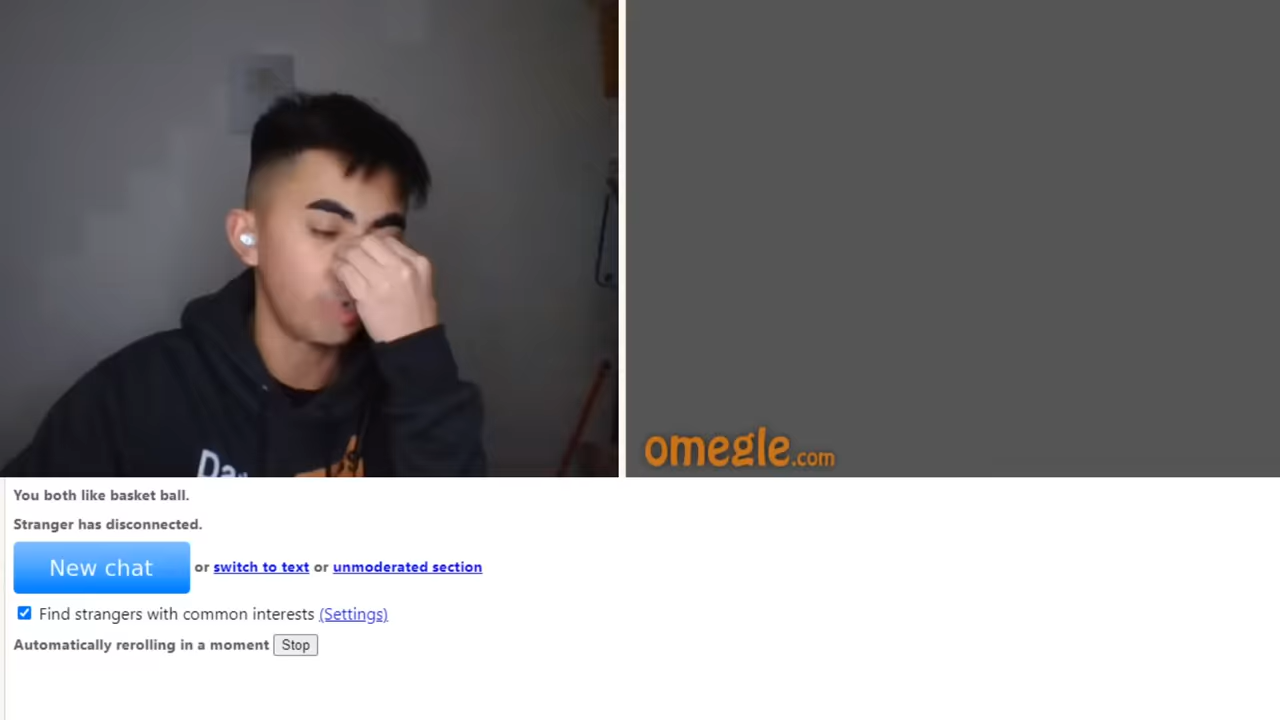 Da
omegle.com
You both like basket ball.
Stranger has disconnected.
New chat or switch to text or unmoderated section
Find strangers with common interests (Settings)
Automatically rerolling in a moment Stop